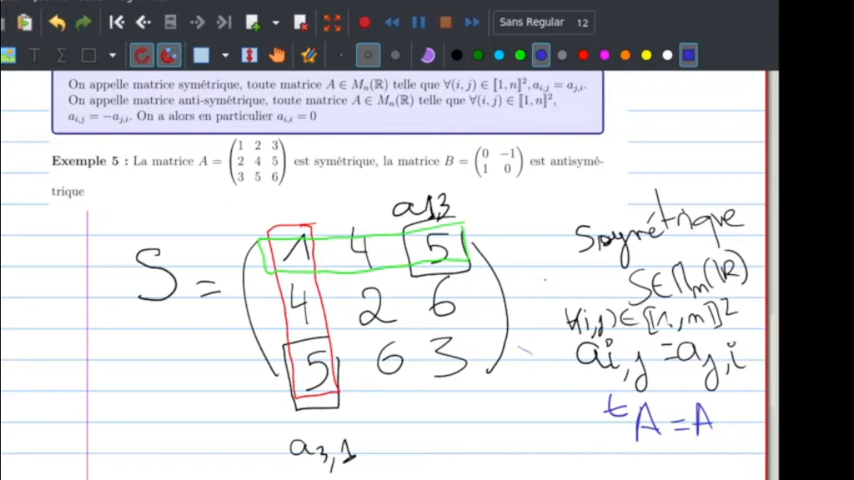 Sans Regular 12
On appelle matrice symétrique, toute matrice A ∈ Mₙ(ℝ) telle que ∀(i, j) ∈ ⟦1, n⟧², aᵢ,ⱼ = aⱼ,ᵢ.
On appelle matrice anti-symétrique, toute matrice A ∈ Mₙ(ℝ) telle que ∀(i, j) ∈ ⟦1, n⟧²,
aᵢ,ⱼ = −aⱼ,ᵢ. On a alors en particulier aᵢ,ᵢ = 0
Exemple 5 : La matrice A = (1 2 3 / 2 4 5 / 3 5 6) est symétrique, la matrice B = (0 −1 / 1 0) est antisymé-
trique
a1,3
S = (1 4 5
4 2 6
5 6 3)
a3,1
symétrique
S ∈ Mn(ℝ)
∀(i,j) ∈ ⟦1,n⟧²
ai,j = aj,i
ᵗA = A